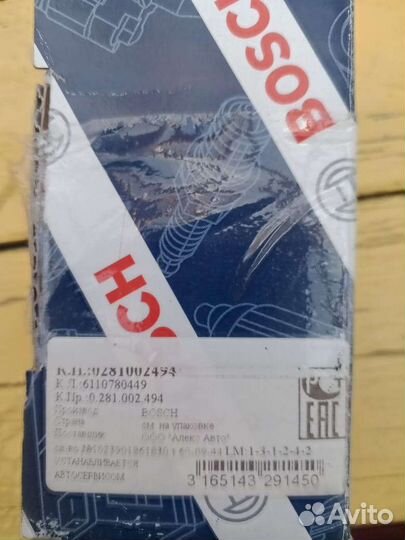 BOSCH
BOSCH
К.П.:0281002494
К.Л.:6110780449
К.Пр.:0.281.002.494
Производ BOSCH
Страна см на упаковке
Поставщик ООО "Алекс Авто"
LM:1-3-1-2-4-2
УСТАНАВЛИВАЕТСЯ
АВТОСЕРВИСОМ
3 165143 291450
EAC
Avito